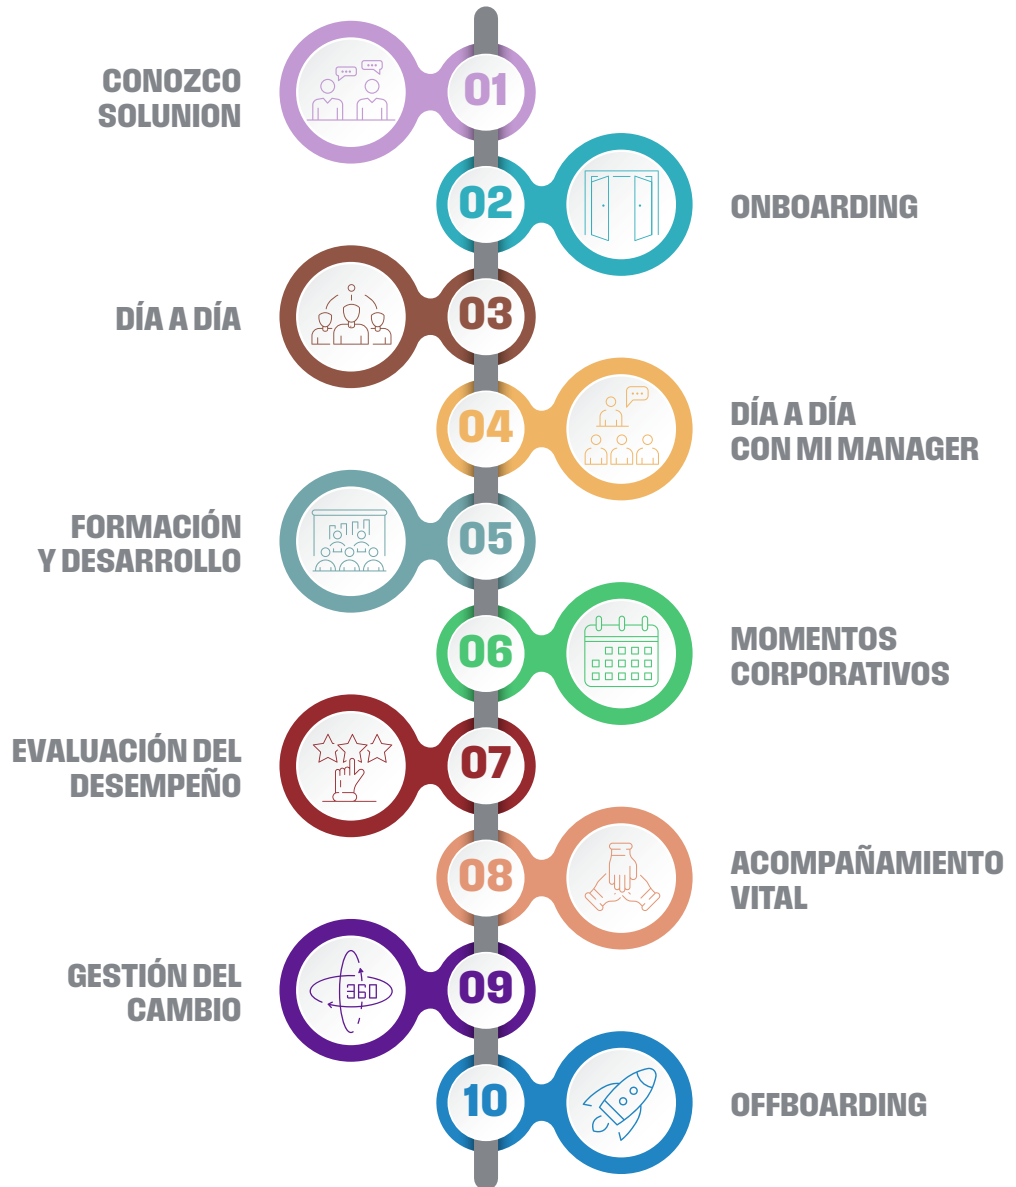 CONOZCO
SOLUNION
01
02
ONBOARDING
DÍA A DÍA
03
04
DÍA A DÍA
CON MI MANAGER
FORMACIÓN
Y DESARROLLO
05
06
MOMENTOS
CORPORATIVOS
EVALUACIÓN DEL
DESEMPEÑO
07
08
ACOMPAÑAMIENTO
VITAL
GESTIÓN DEL
CAMBIO
360
09
10
OFFBOARDING